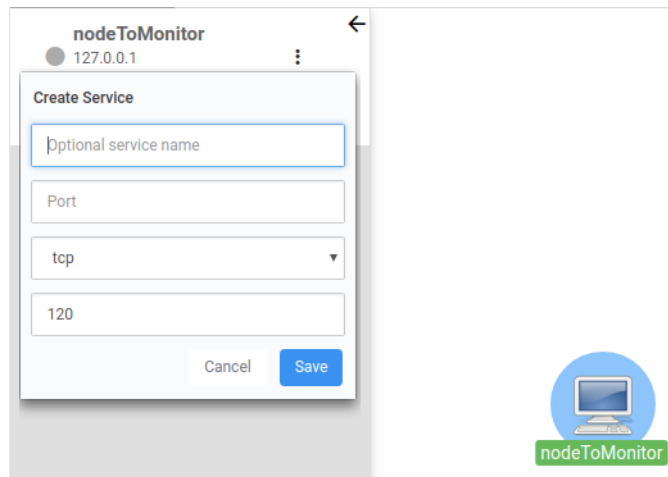 nodeToMonitor
127.0.0.1
Create Service
Optional service name
Port
tcp
120
Cancel Save
nodeToMonitor